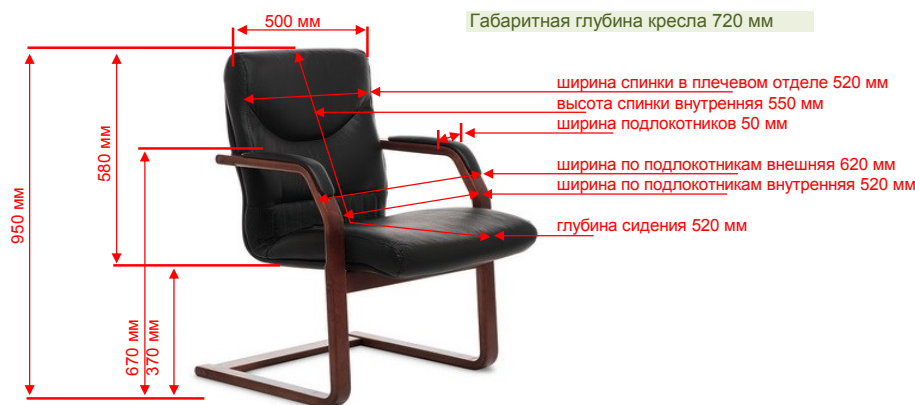 500 мм
Габаритная глубина кресла 720 мм
ширина спинки в плечевом отделе 520 мм
высота спинки внутренняя 550 мм
ширина подлокотников 50 мм
ширина по подлокотникам внешняя 620 мм
ширина по подлокотникам внутренняя 520 мм
глубина сидения 520 мм
950 мм
580 мм
670 мм
370 мм